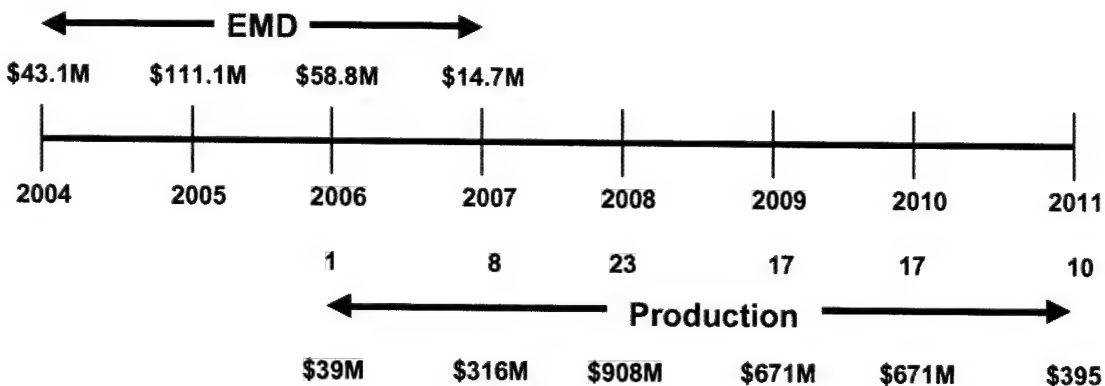 EMD
$43.1M $111.1M $58.8M $14.7M
2004 2005 2006 2007 2008 2009 2010 2011
1 8 23 17 17 10
Production
$39M $316M $908M $671M $671M $395